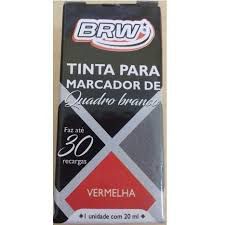 BRW
TINTA PARA
MARCADOR DE
Quadro branco
Faz até
30
recargas
VERMELHA
1 unidade com 20 ml